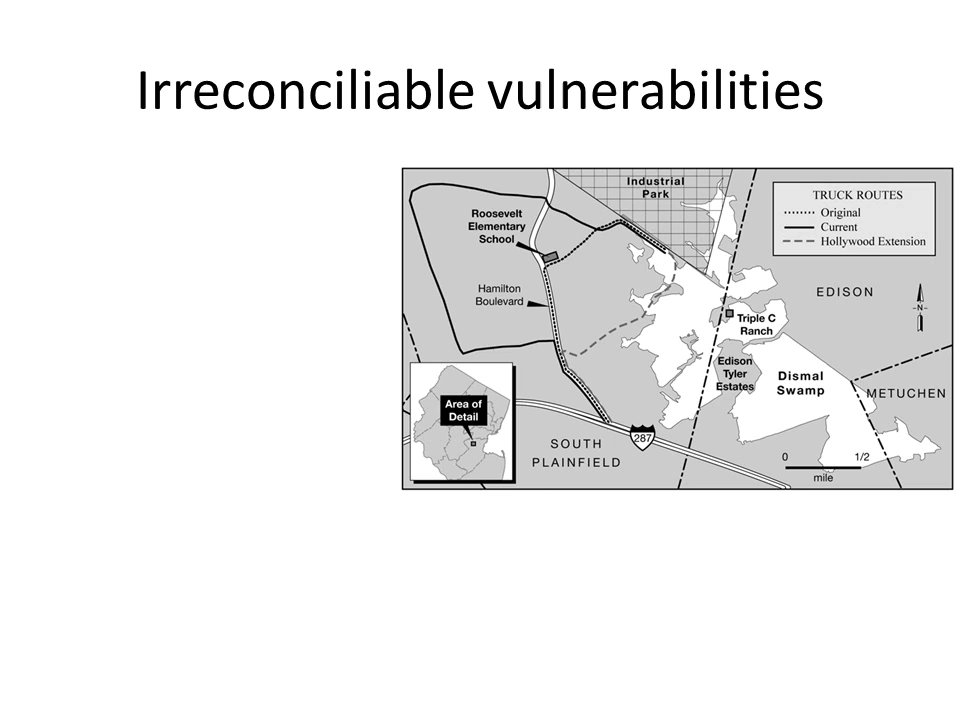 Irreconciliable vulnerabilities
Industrial
Park
TRUCK ROUTES
Original
Current
Hollywood Extension
Roosevelt
Elementary
School
Hamilton
Boulevard
EDISON
-N-
Triple C
Ranch
Edison
Tyler
Estates
Dismal
Swamp
METUCHEN
Area of
Detail
SOUTH
PLAINFIELD
287
0 1/2
mile